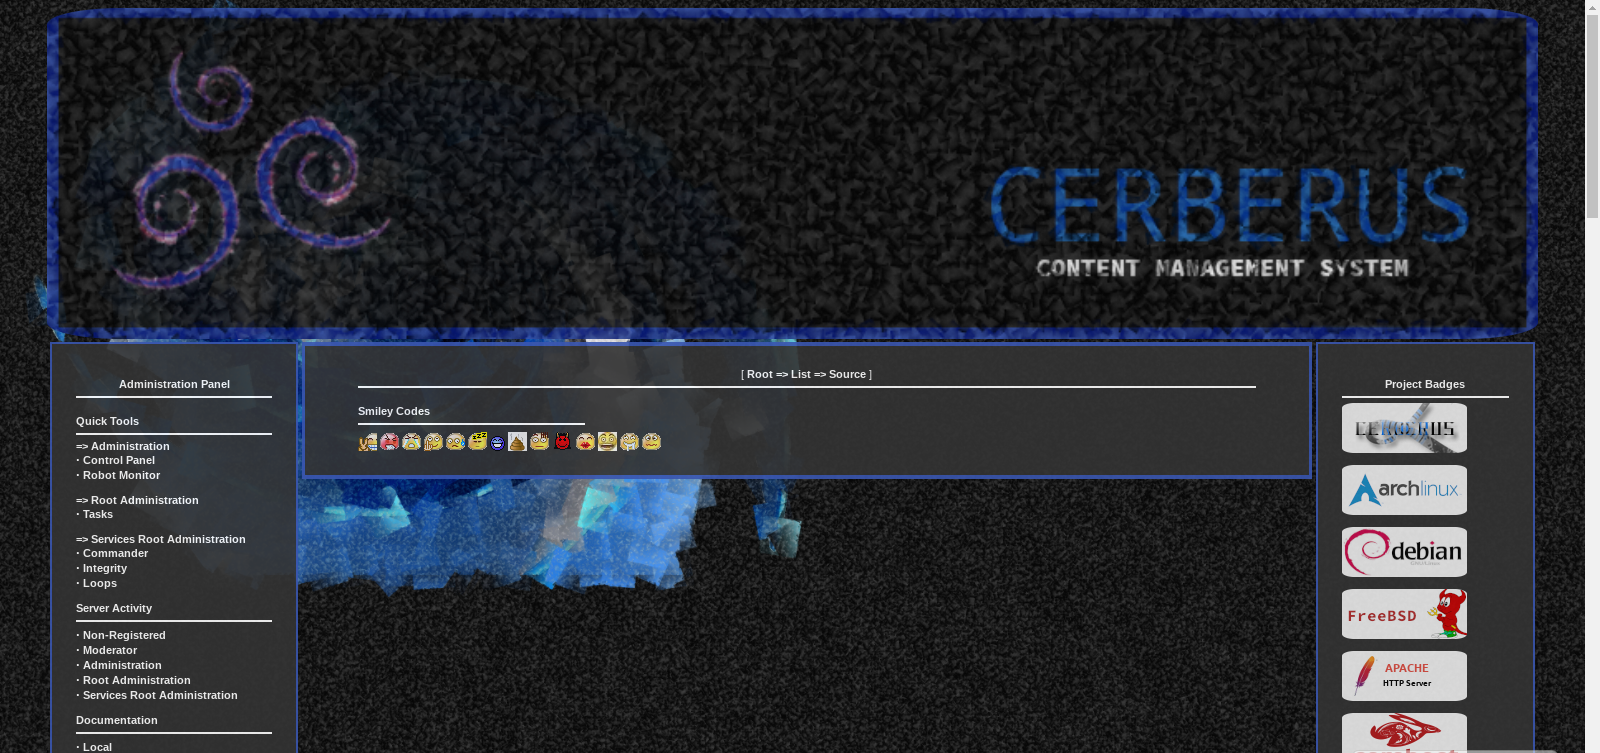 CERBERUS
CONTENT MANAGEMENT SYSTEM
Administration Panel
Quick Tools
=> Administration
· Control Panel
· Robot Monitor
=> Root Administration
· Tasks
=> Services Root Administration
· Commander
· Integrity
· Loops
Server Activity
· Non-Registered
· Moderator
· Administration
· Root Administration
· Services Root Administration
Documentation
· Local
[ Root => List => Source ]
Smiley Codes
Project Badges
CERBERUS
archlinux
debian
FreeBSD
APACHE
HTTP Server